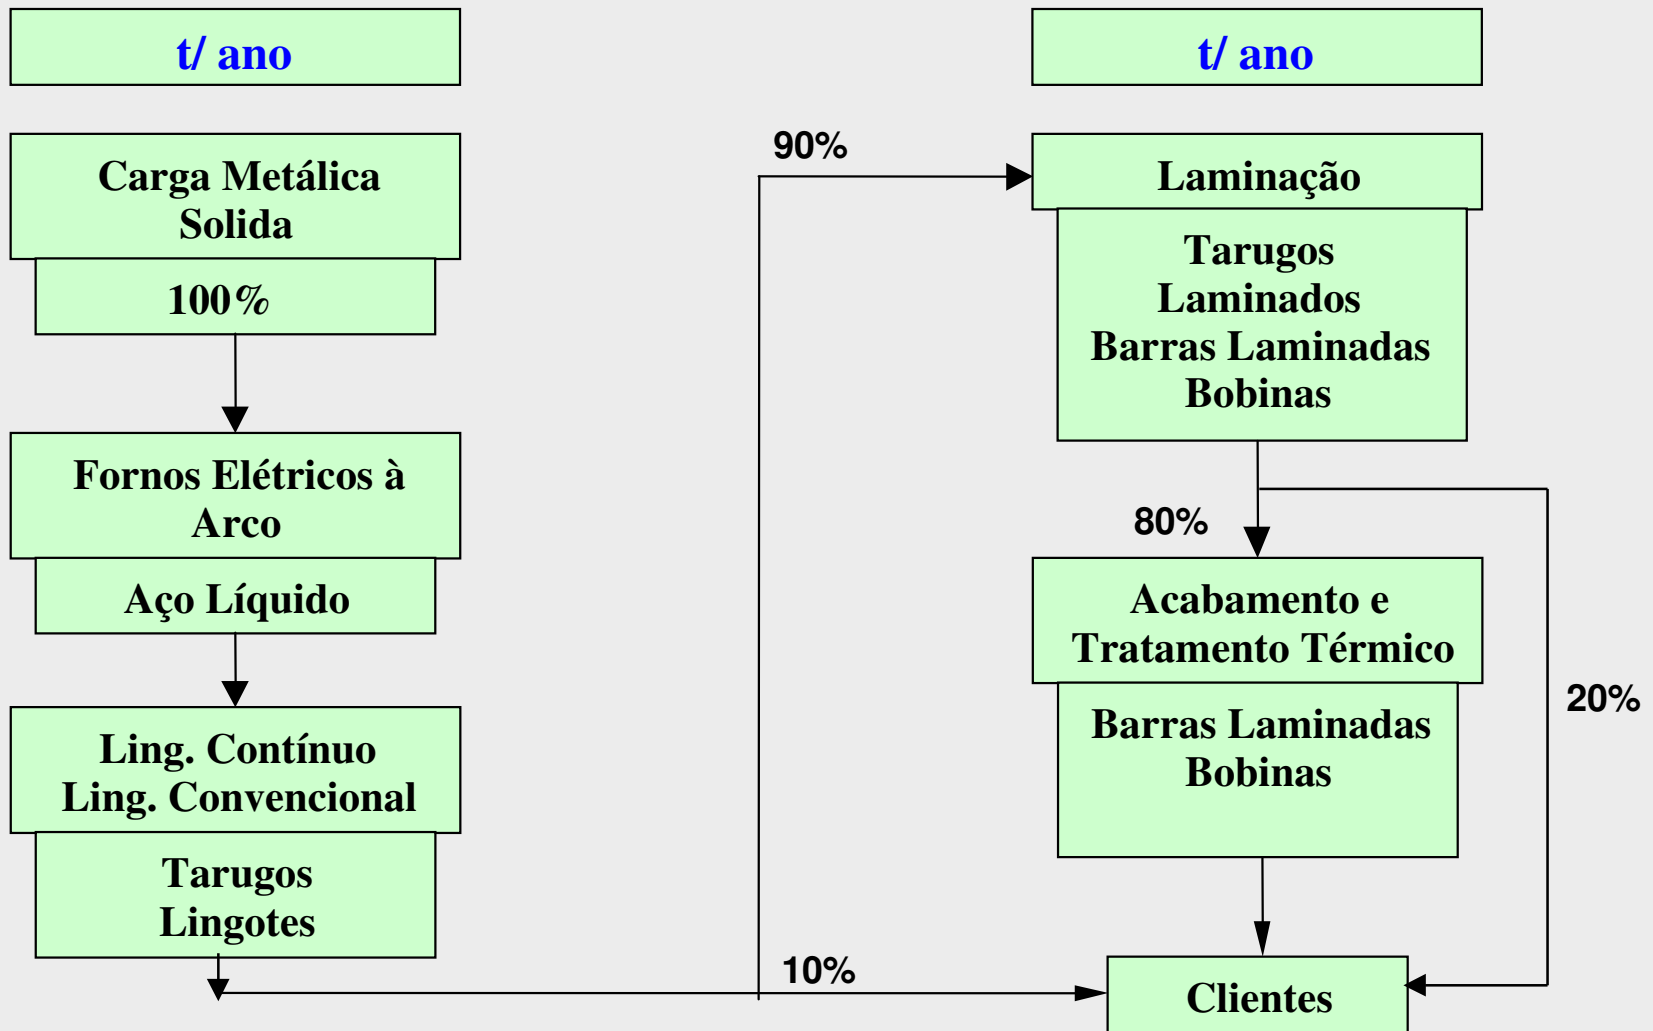 t/ ano
Carga Metálica
Solida
100%
Fornos Elétricos à
Arco
Aço Líquido
Ling. Contínuo
Ling. Convencional
Tarugos
Lingotes
90%
10%
t/ ano
Laminação
Tarugos
Laminados
Barras Laminadas
Bobinas
80%
Acabamento e
Tratamento Térmico
Barras Laminadas
Bobinas
20%
Clientes